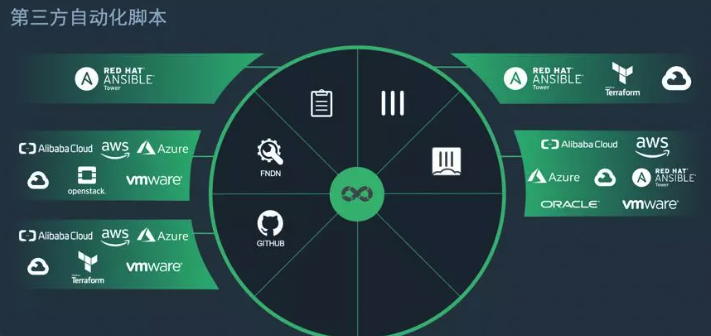 第三方自动化脚本
RED HAT
ANSIBLE
Tower
Alibaba Cloud aws Azure
openstack. vmware
Alibaba Cloud aws Azure
Terraform vmware
FNDN
GITHUB
RED HAT
ANSIBLE
Tower
Terraform
Alibaba Cloud aws
Azure RED HAT
ANSIBLE
Tower
ORACLE vmware